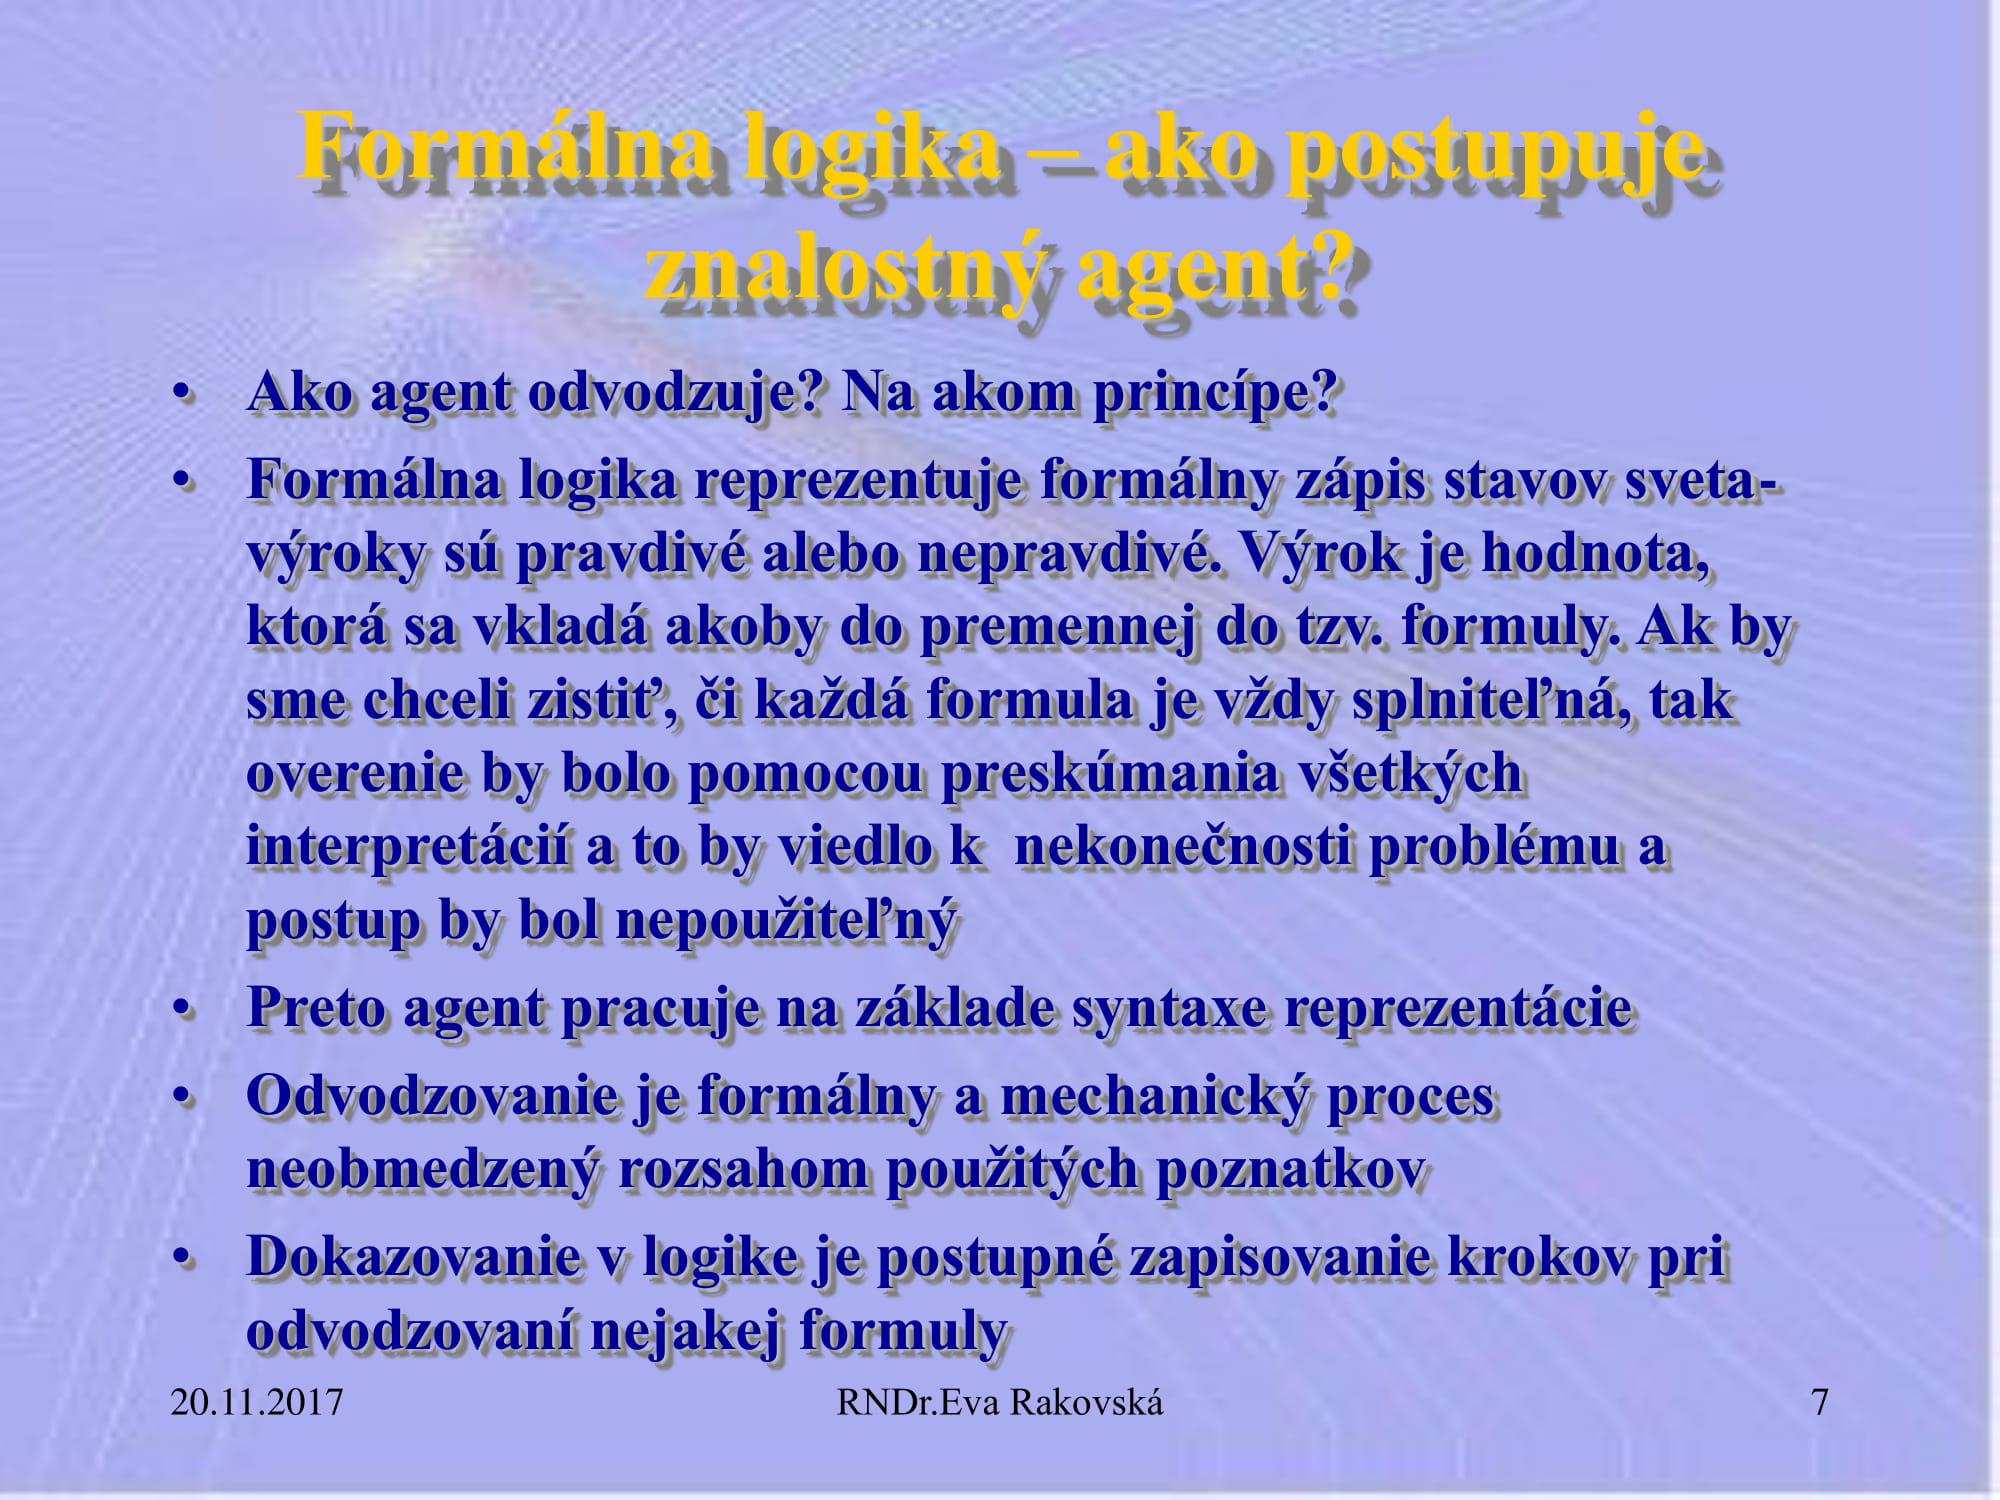 Formálna logika – ako postupuje
znalostný agent?
• Ako agent odvodzuje? Na akom princípe?
• Formálna logika reprezentuje formálny zápis stavov sveta-
výroky sú pravdivé alebo nepravdivé. Výrok je hodnota,
ktorá sa vkladá akoby do premennej do tzv. formuly. Ak by
sme chceli zistiť, či každá formula je vždy splniteľná, tak
overenie by bolo pomocou preskúmania všetkých
interpretácií a to by viedlo k  nekonečnosti problému a
postup by bol nepoužiteľný
• Preto agent pracuje na základe syntaxe reprezentácie
• Odvodzovanie je formálny a mechanický proces
neobmedzený rozsahom použitých poznatkov
• Dokazovanie v logike je postupné zapisovanie krokov pri
odvodzovaní nejakej formuly
20.11.2017 RNDr.Eva Rakovská 7